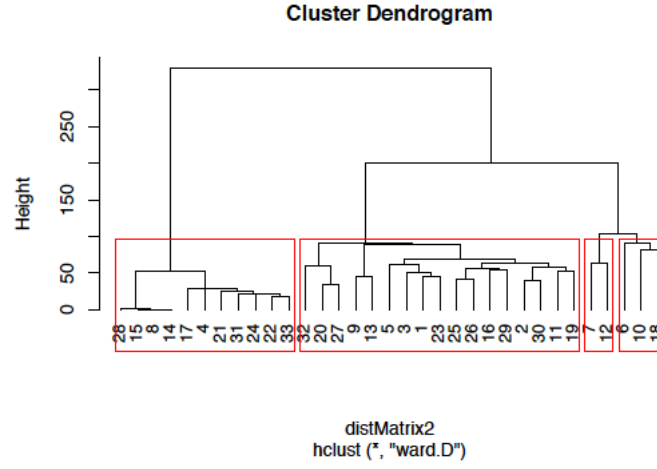 Cluster Dendrogram
Height
250
150
50
0
28 15 8 14 17 4 21 31 24 22 33 32 20 27 9 13 5 3 1 23 25 26 16 29 2 30 11 19 7 12 6 10 18
distMatrix2
hclust (*, "ward.D")